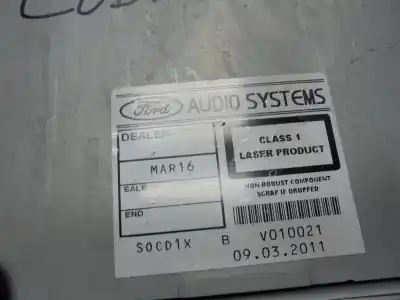 Ford AUDIO SYSTEMS
DEALER
MAR16
SALE
END
CLASS 1
LASER PRODUCT
NON-ROBUST COMPONENT
SCRAP IF DROPPED
SOCD1X B V010021
09.03.2011